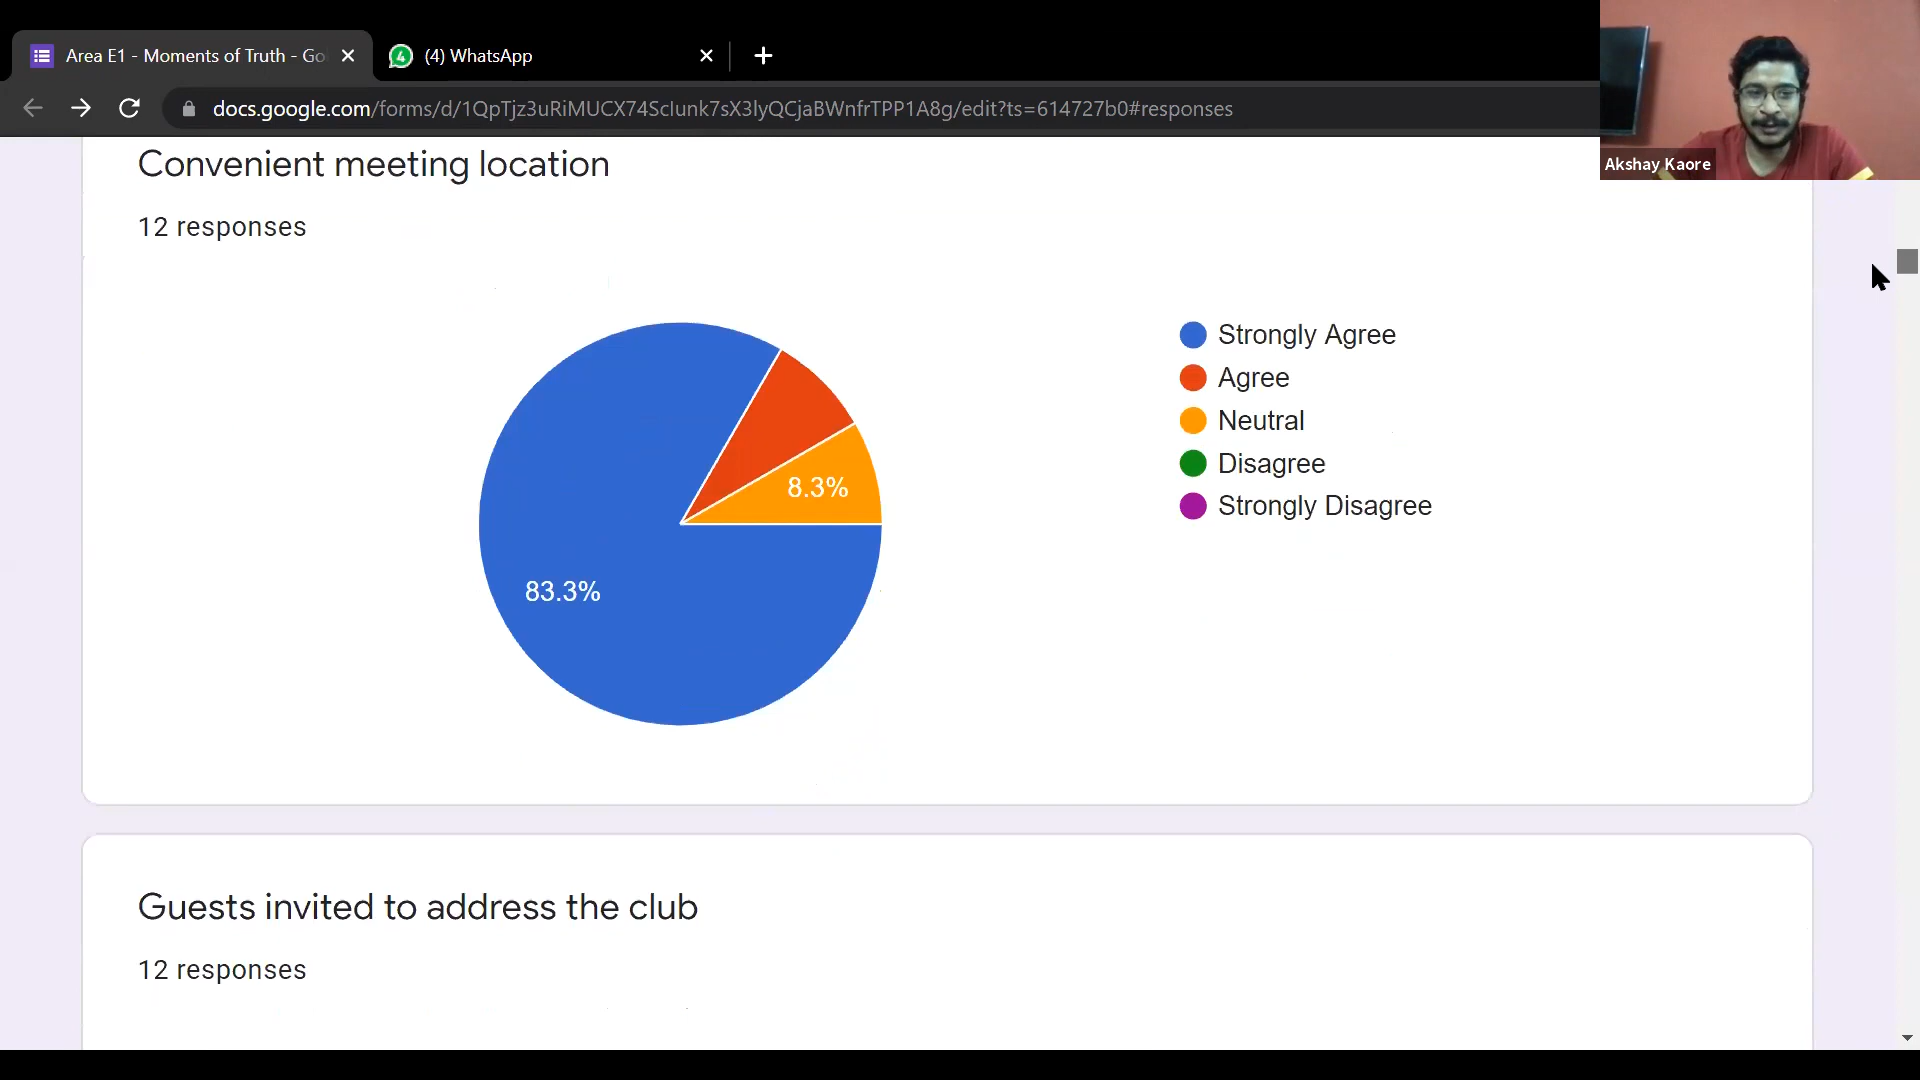 Area E1 - Moments of Truth - Go
(4) WhatsApp
docs.google.com/forms/d/1QpTjz3uRiMUCX74ScIunk7sX3lyQCjaBWnfrTPP1A8g/edit?ts=614727b0#responses
Akshay Kaore
Convenient meeting location
12 responses
Strongly Agree
Agree
Neutral
Disagree
Strongly Disagree
8.3%
83.3%
Guests invited to address the club
12 responses